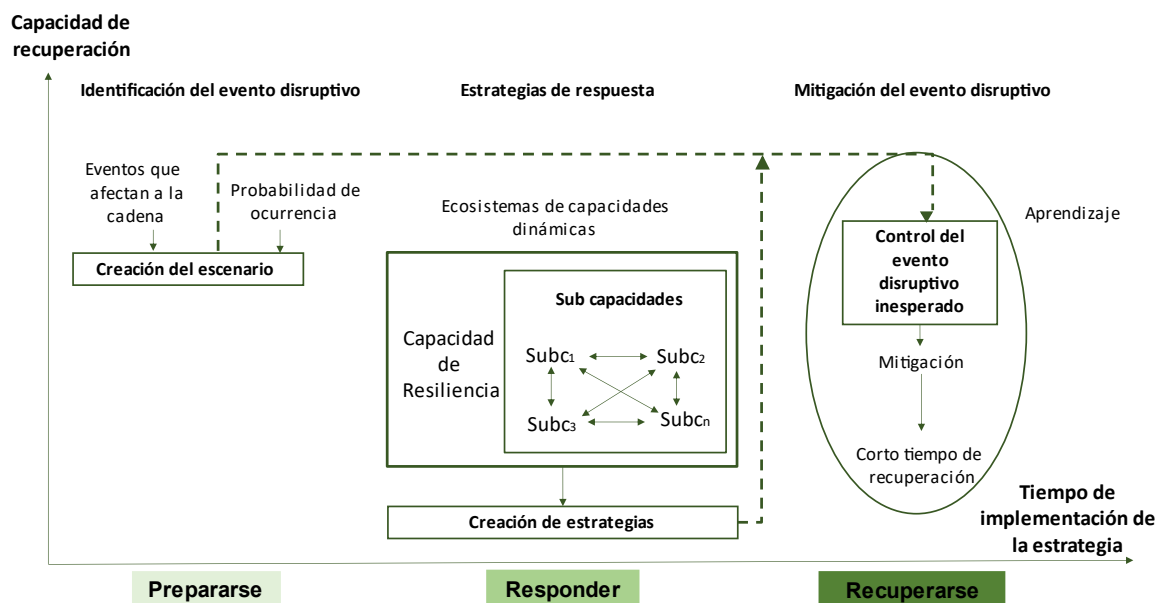 Capacidad de
recuperación
Identificación del evento disruptivo
Estrategias de respuesta
Mitigación del evento disruptivo
Eventos que
afectan a la
cadena
Probabilidad de
ocurrencia
Creación del escenario
Ecosistemas de capacidades
dinámicas
Capacidad
de
Resiliencia
Sub capacidades
Subc1
Subc2
Subc3
Subcn
Creación de estrategias
Control del
evento
disruptivo
inesperado
Aprendizaje
Mitigación
Corto tiempo de
recuperación
Tiempo de
implementación de
la estrategia
Prepararse
Responder
Recuperarse